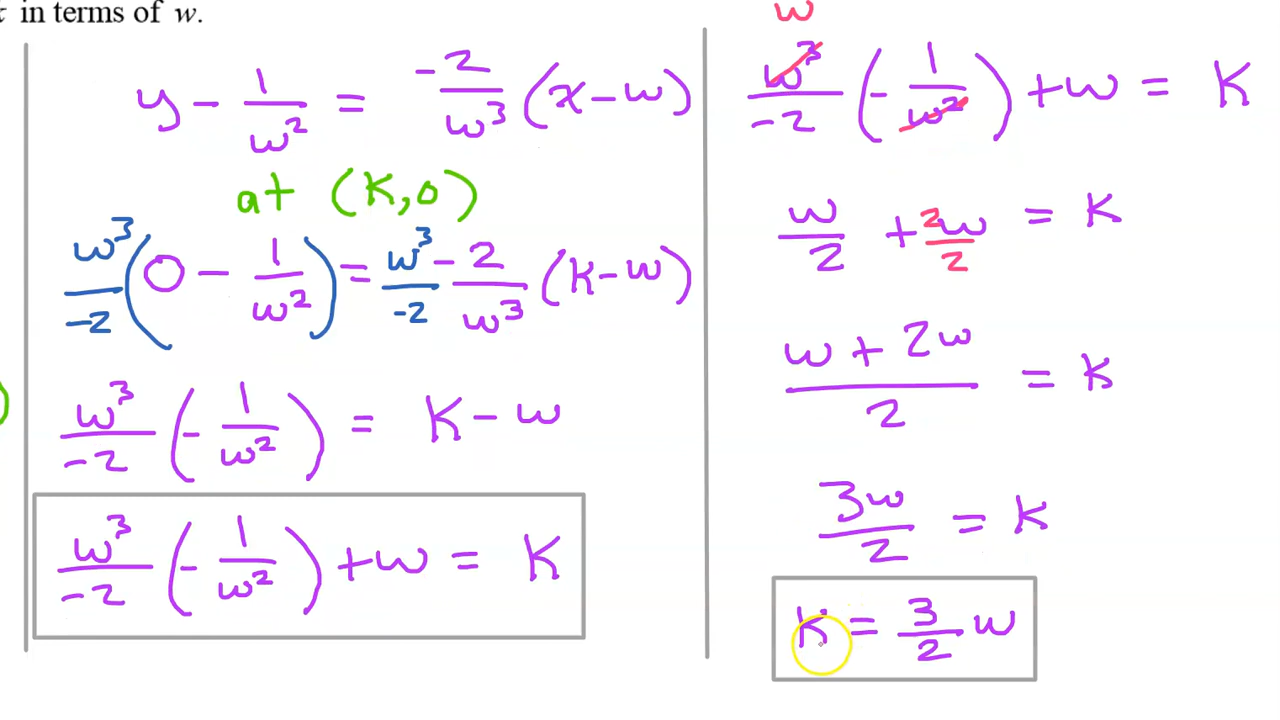 in terms of w.
y - 1/w² = -2/w³ (x - w)
at (K,0)
w³/-2 (0 - 1/w²) = w³/-2 · -2/w³ (K - w)
w³/-2 (- 1/w²) = K - w
w³/-2 (- 1/w²) + w = K
w
w³/-2 (- 1/w²) + w = K
w/2 + 2w/2 = K
(w + 2w)/2 = K
3w/2 = K
K = 3/2 w